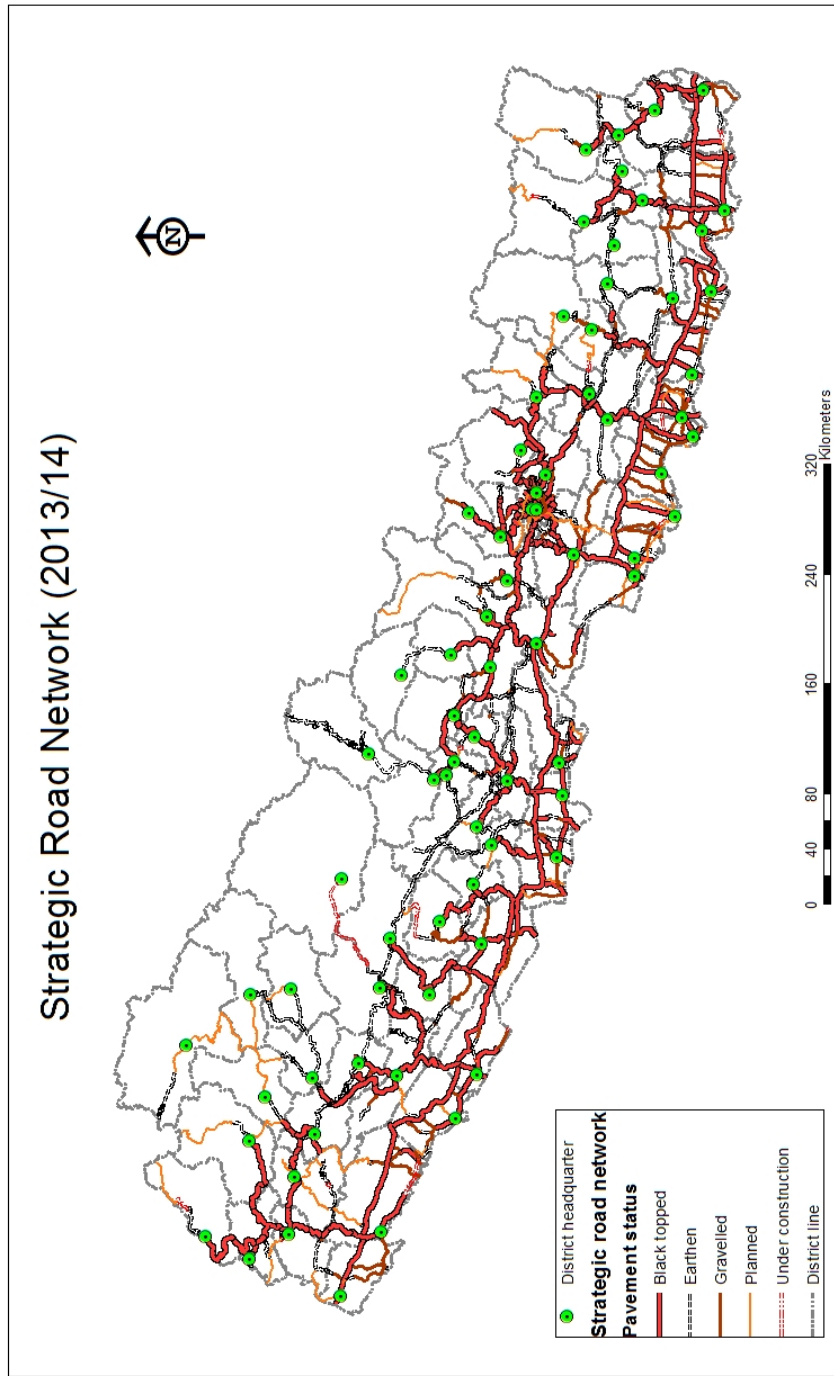 Strategic Road Network (2013/14)
N
District headquarter
Strategic road network
Pavement status
Black topped
Earthen
Gravelled
Planned
Under construction
District line
0 40 80 160 240 320
Kilometers